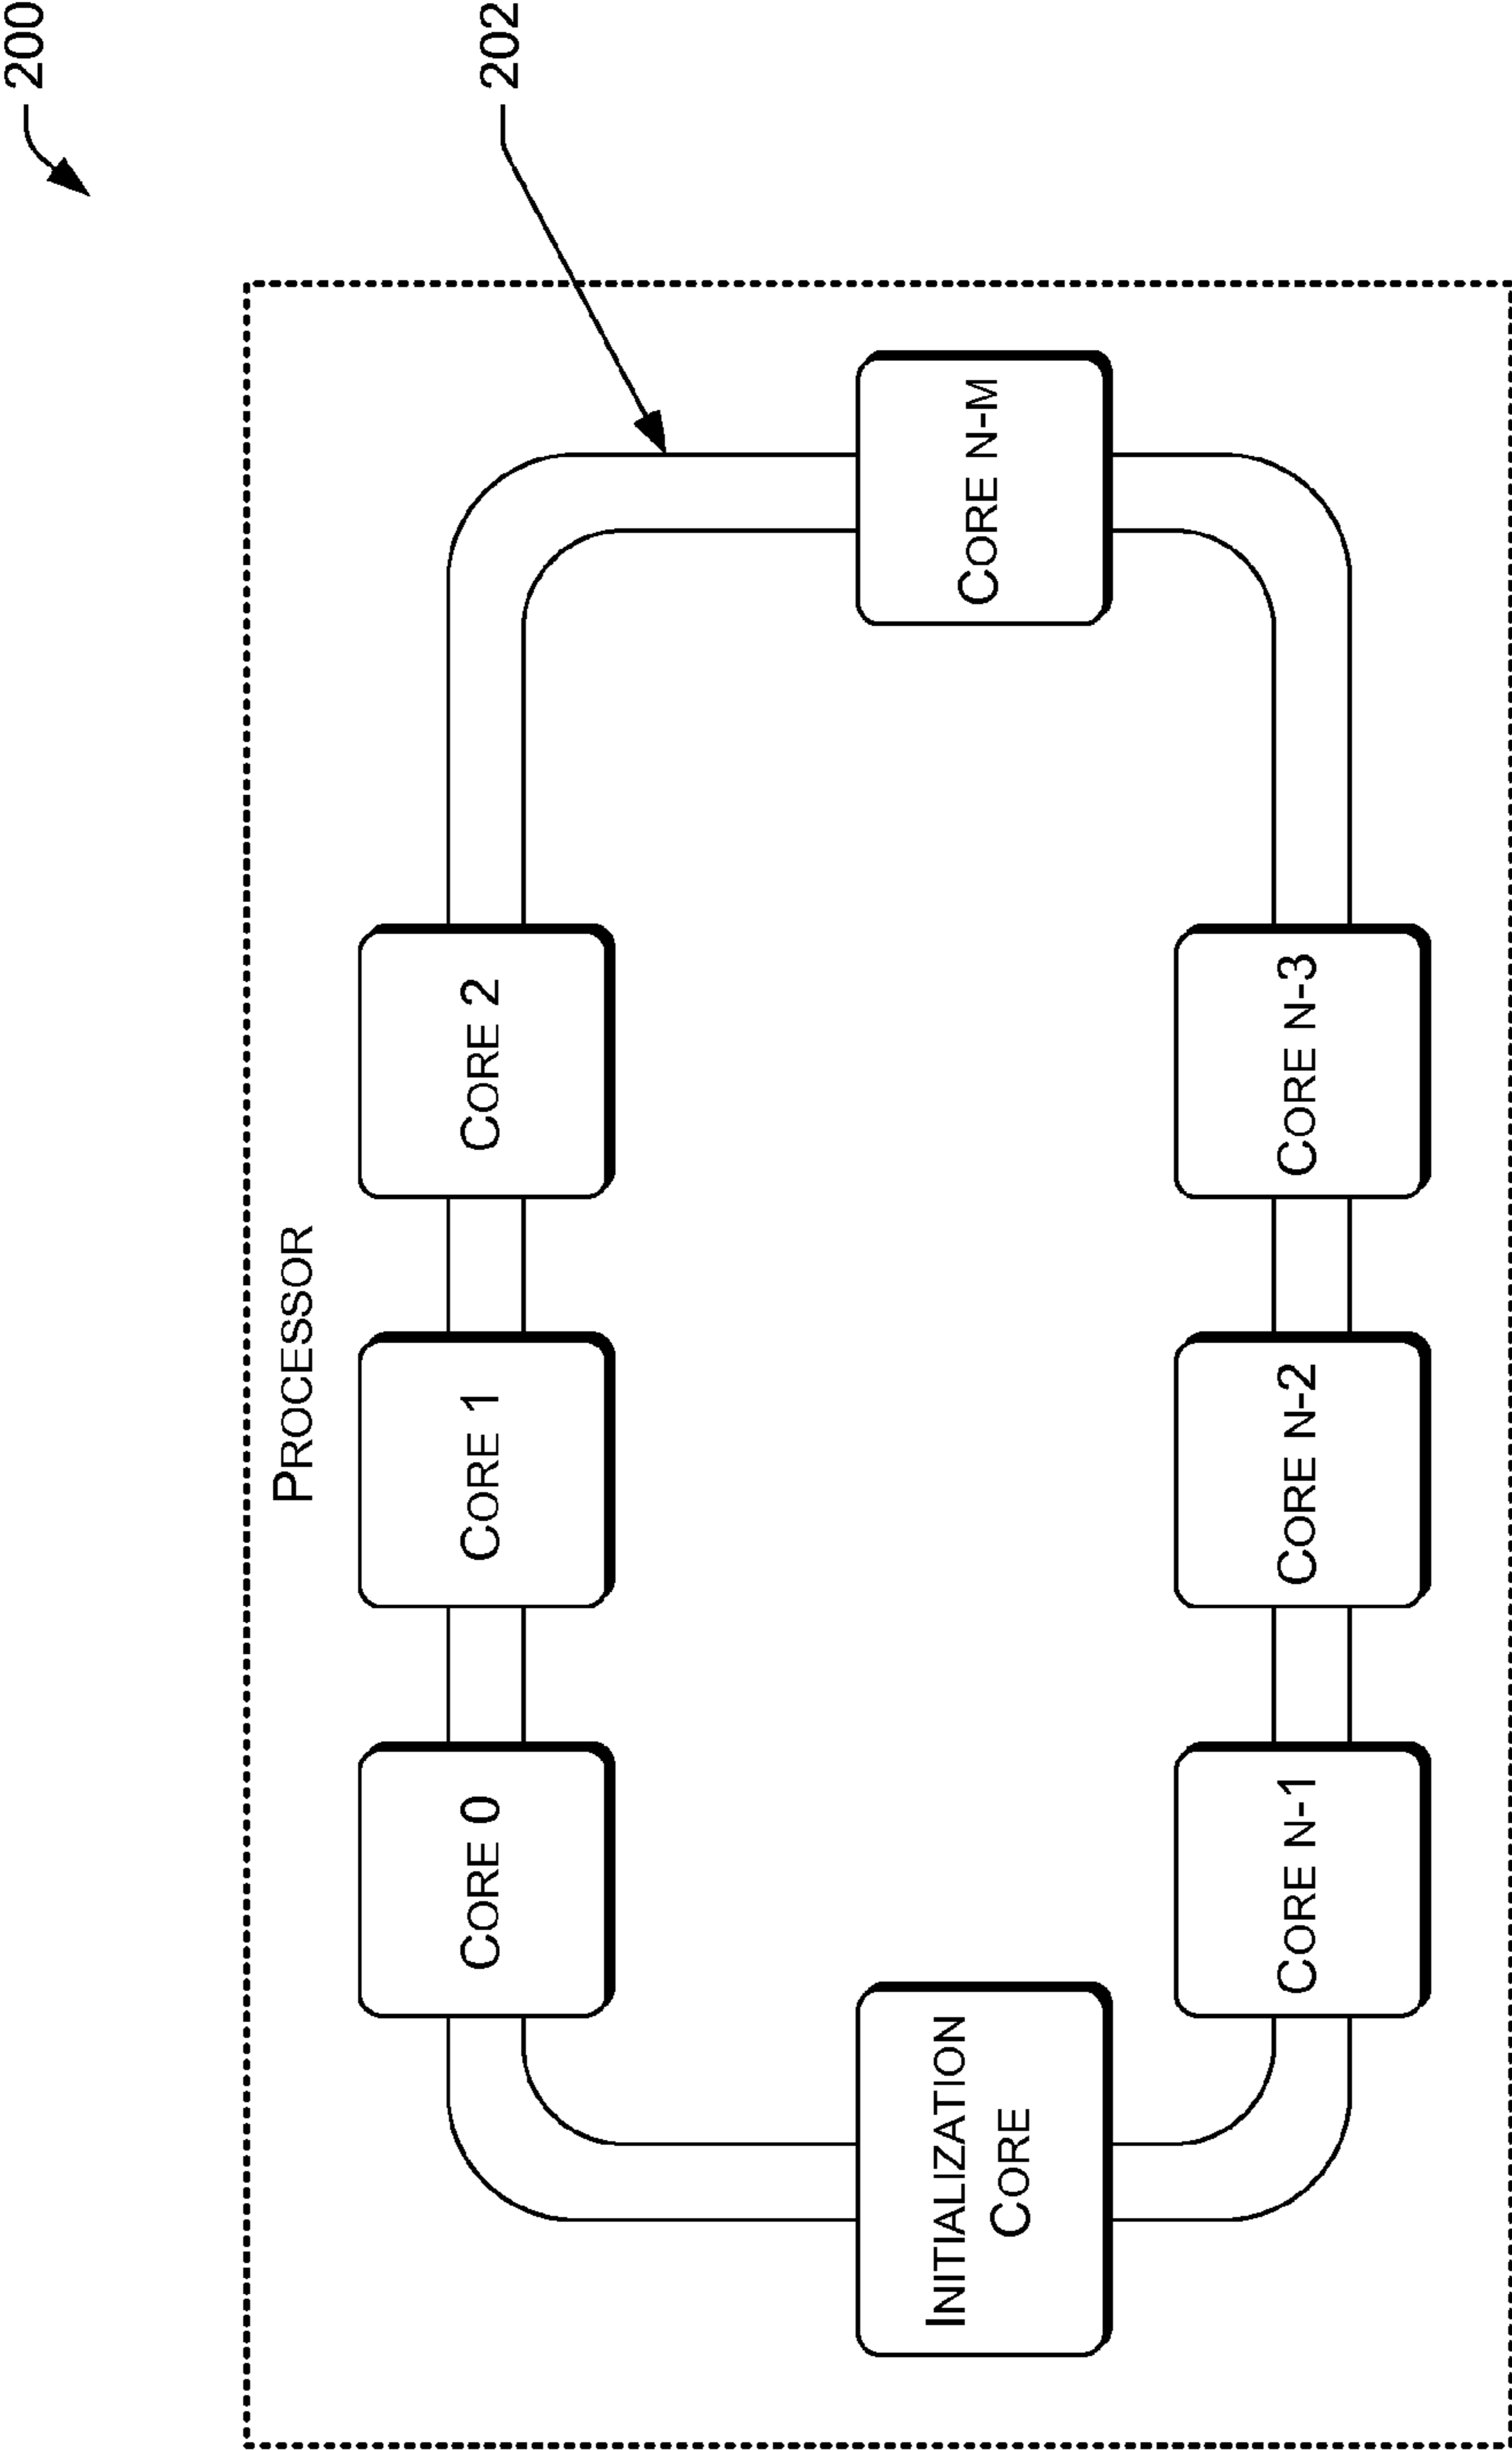 200
202
PROCESSOR
CORE 0
CORE 1
CORE 2
INITIALIZATION
CORE
CORE N-M
CORE N-1
CORE N-2
CORE N-3